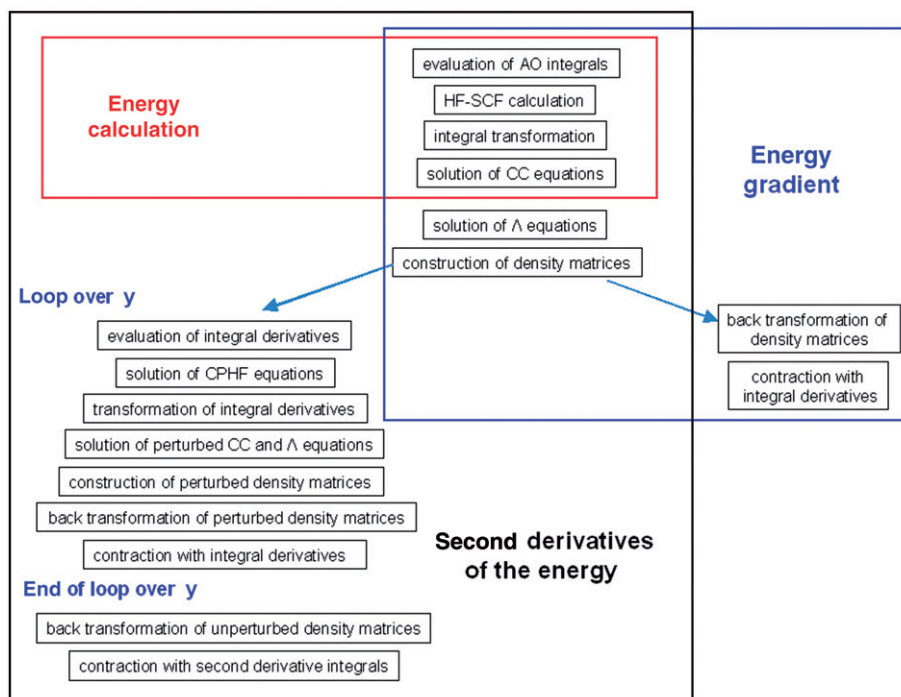 evaluation of AO integrals
HF-SCF calculation
integral transformation
solution of CC equations
Energy
calculation
Energy
gradient
solution of Λ equations
construction of density matrices
Loop over y
evaluation of integral derivatives
solution of CPHF equations
transformation of integral derivatives
solution of perturbed CC and Λ equations
construction of perturbed density matrices
back transformation of perturbed density matrices
contraction with integral derivatives
End of loop over y
back transformation of unperturbed density matrices
contraction with second derivative integrals
back transformation of
density matrices
contraction with
integral derivatives
Second derivatives
of the energy